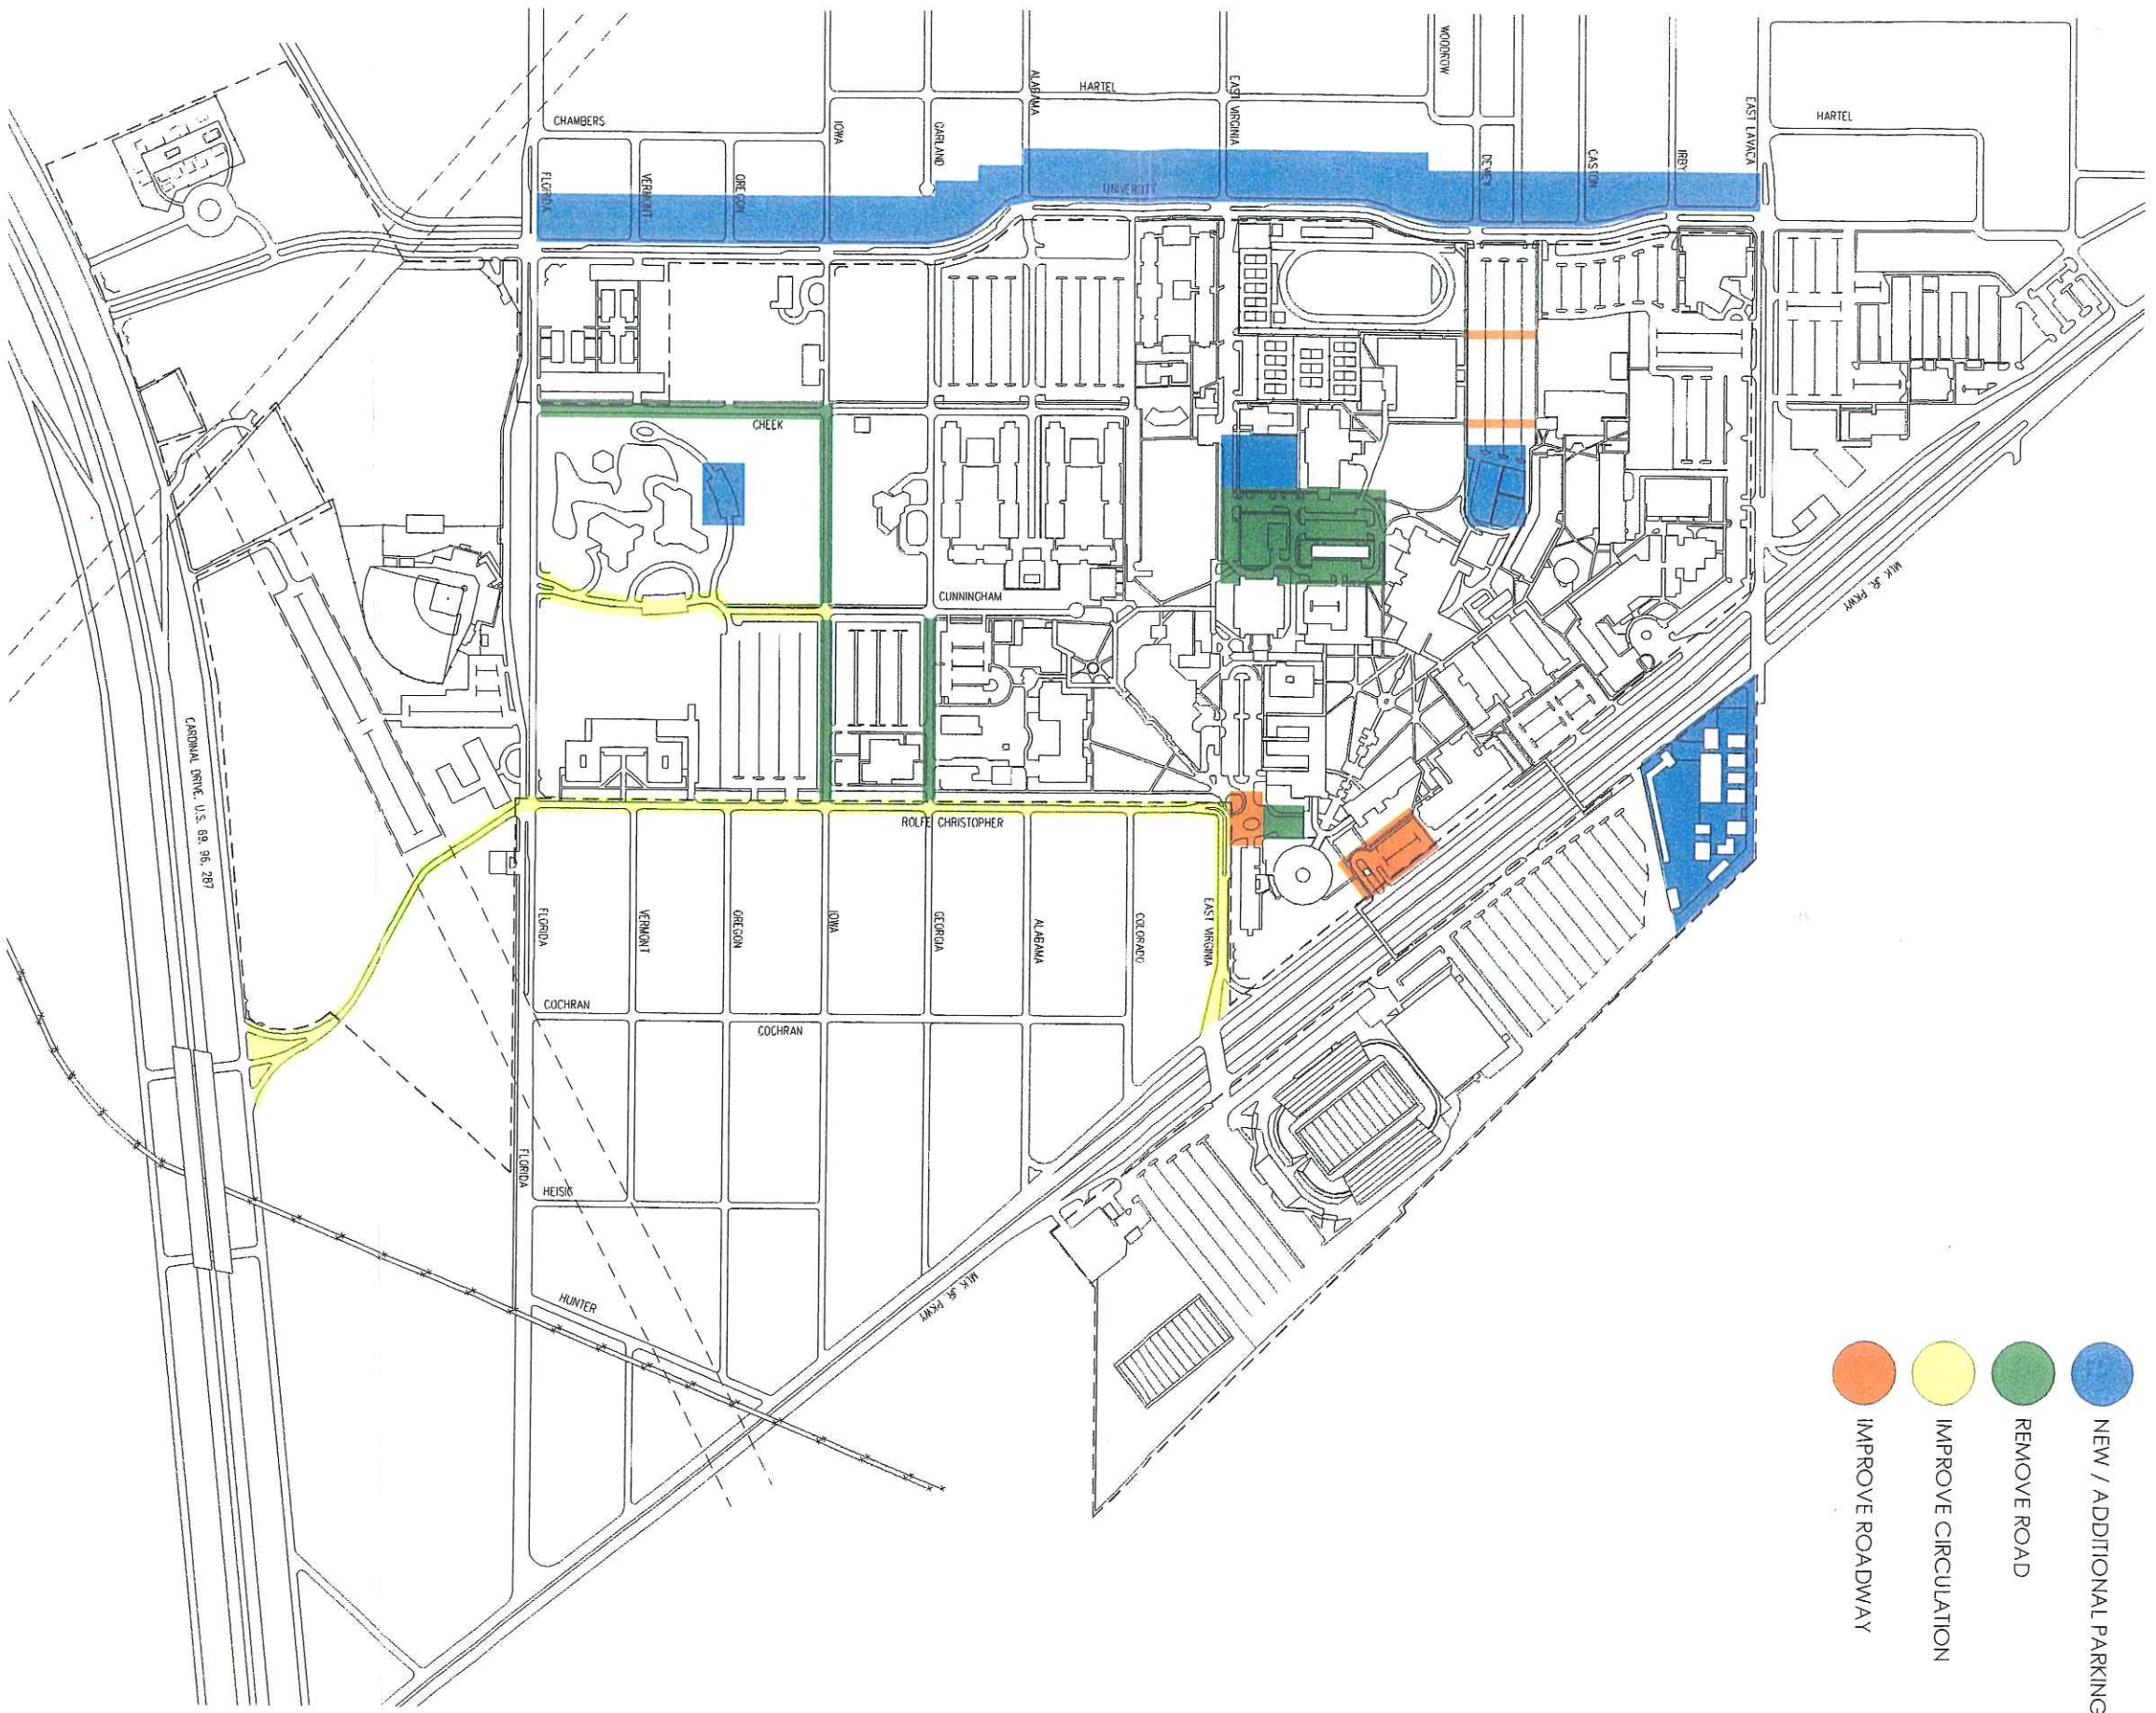 WOODROW
HARTEL
ALABAMA
EAST VIRGINIA
EAST LAVACA
HARTEL
CHAMBERS
IOWA
GARLAND
DEWEY
CASTON
IRBY
FLORIDA
VERMONT
OREGON
UNIVERSITY
CHEEK
CUNNINGHAM
MLK JR. PKWY
CARDINAL DRIVE, U.S. 69, 96, 287
ROLFE CHRISTOPHER
FLORIDA
VERMONT
OREGON
IOWA
GEORGIA
ALABAMA
COLORADO
EAST VIRGINIA
COCHRAN
COCHRAN
FLORIDA
HEISIG
HUNTER
MLK JR. PKWY
NEW / ADDITIONAL PARKING
REMOVE ROAD
IMPROVE CIRCULATION
IMPROVE ROADWAY